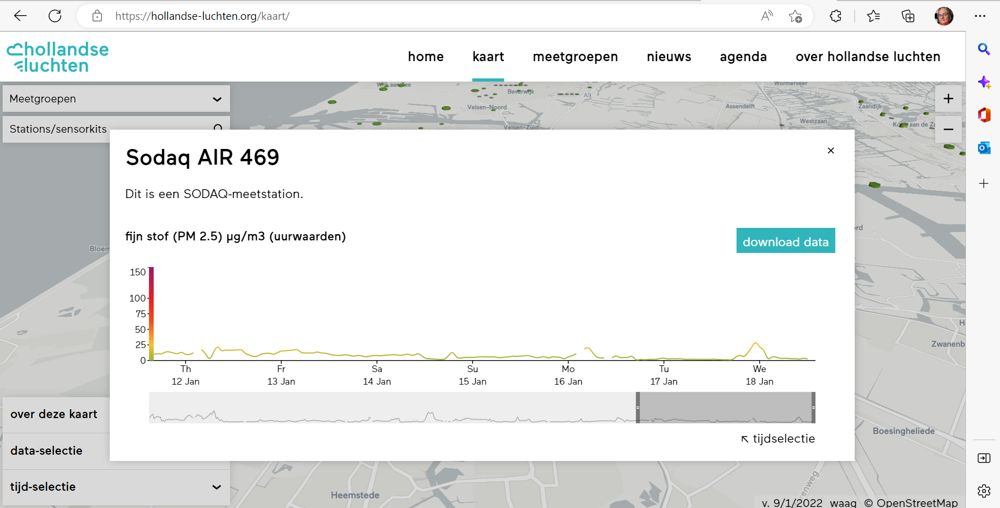 https://hollandse-luchten.org/kaart/
hollandse
luchten
home kaart meetgroepen nieuws agenda over hollandse luchten
Meetgroepen
Stations/sensorkits
Wijk aan Zee
Beverwijk
A9
Wormerveer
Velsen-Noord
Assendelft
Zaandijk
Velsen-Zuid
Westzaan
aan de Za
+
−
Sodaq AIR 469
×
Dit is een SODAQ-meetstation.
fijn stof (PM 2.5) µg/m3 (uurwaarden)
download data
Bloem
150
100
75
50
25
0
Th Fr Sa Su Mo Tu We
12 Jan 13 Jan 14 Jan 15 Jan 16 Jan 17 Jan 18 Jan
↖ tijdselectie
Zwanenb
Boesingheliede
over deze kaart
data-selectie
tijd-selectie
Heemstede
enweg
v. 9/1/2022 waag © OpenStreetMap